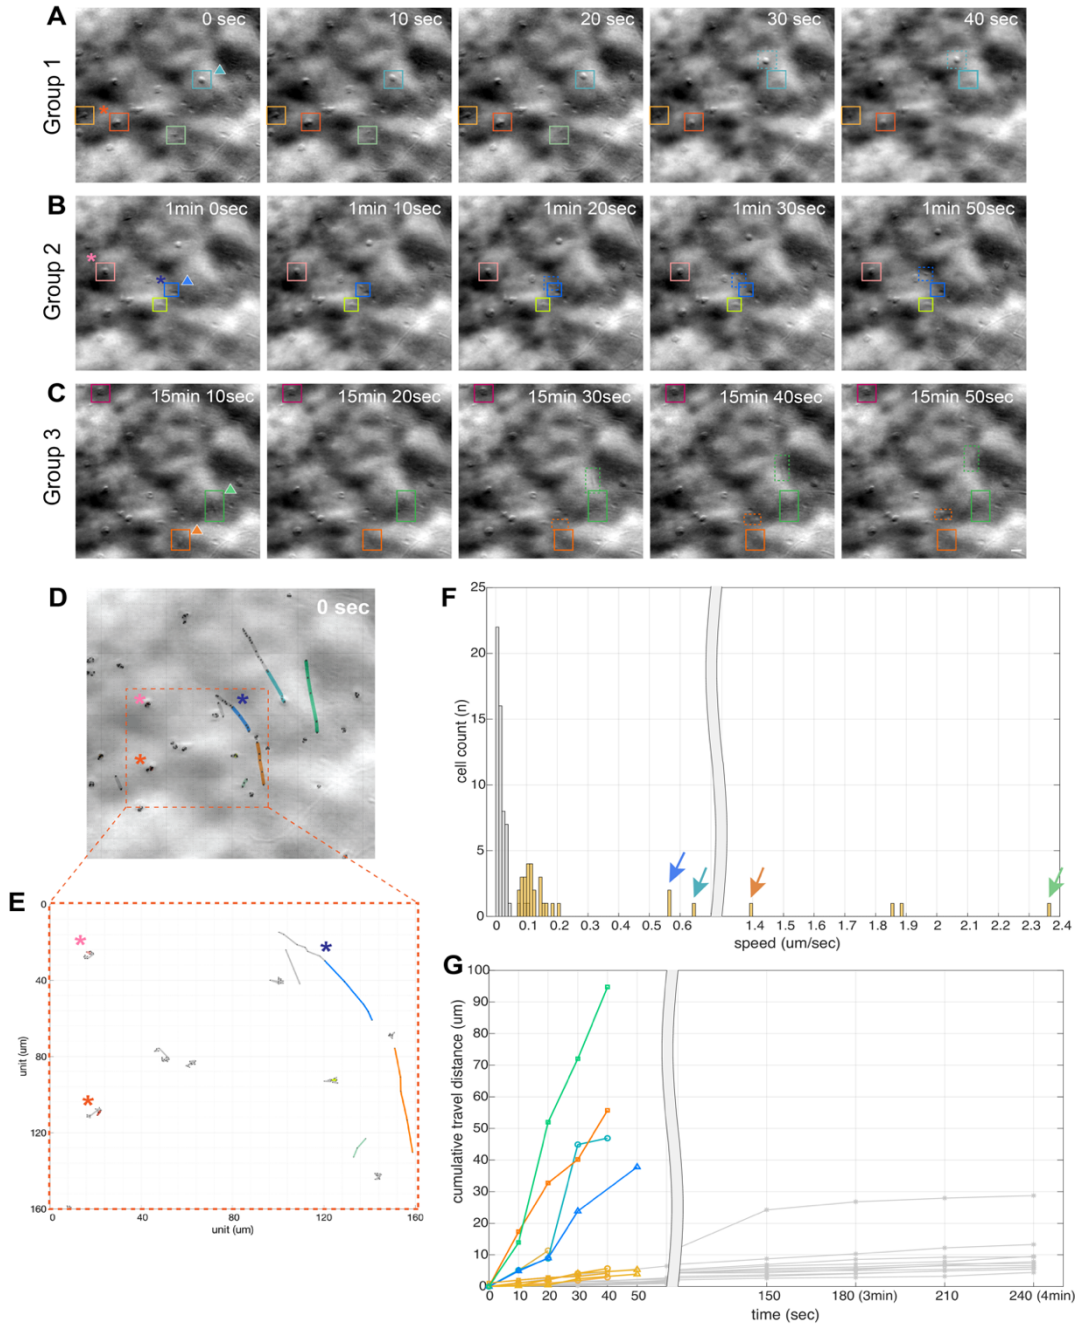 A
Group 1
0 sec
10 sec
20 sec
30 sec
40 sec
B
Group 2
1min 0sec
1min 10sec
1min 20sec
1min 30sec
1min 50sec
C
Group 3
15min 10sec
15min 20sec
15min 30sec
15min 40sec
15min 50sec
D
0 sec
E
0
40
80
120
160
unit (um)
0
40
80
120
160
unit (um)
F
25
20
15
10
5
0
cell count (n)
0
0.1
0.2
0.3
0.4
0.5
0.6
1.4
1.5
1.6
1.7
1.8
1.9
2
2.1
2.2
2.3
2.4
speed (um/sec)
G
100
90
80
70
60
50
40
30
20
10
0
cumulative travel distance (um)
0
10
20
30
40
50
150
180 (3min)
210
240 (4min)
time (sec)